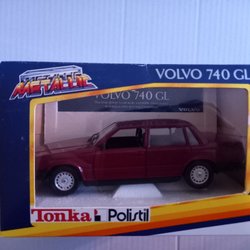 METALLIC
VOLVO 740 GL
VOLVO 740 GL
Tonka Polistil